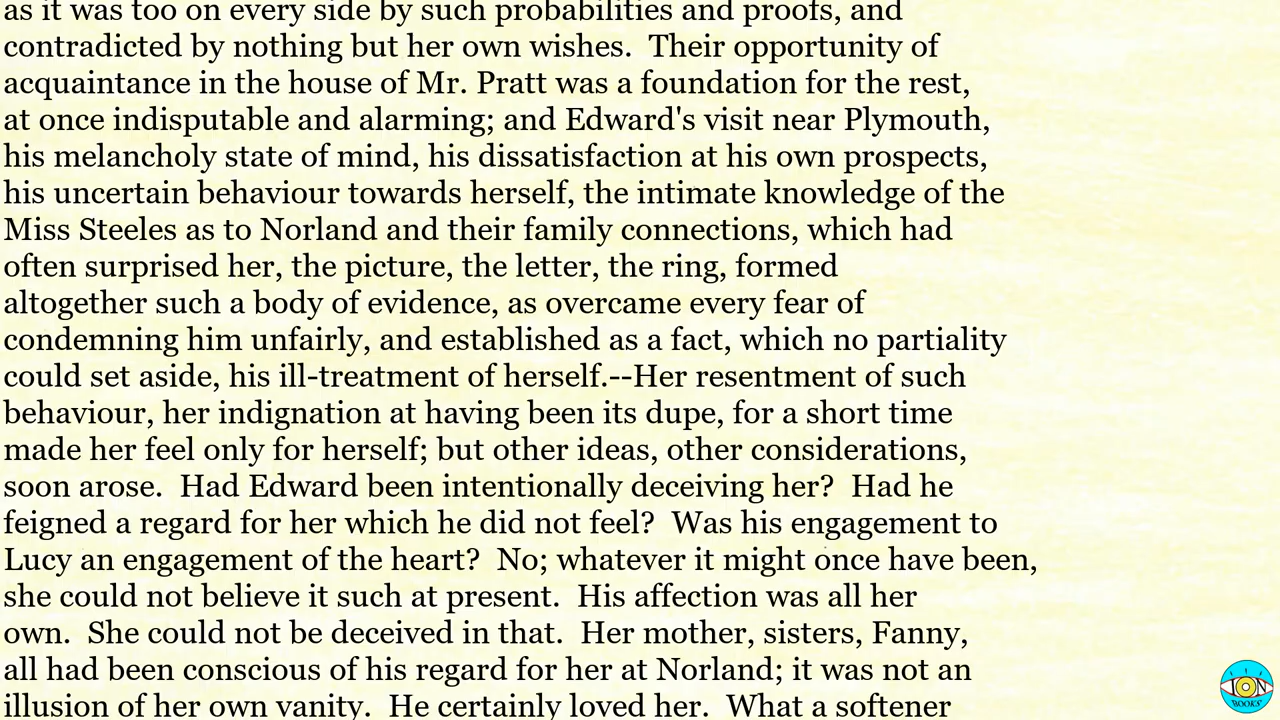 as it was too on every side by such probabilities and proofs, and
contradicted by nothing but her own wishes.  Their opportunity of
acquaintance in the house of Mr. Pratt was a foundation for the rest,
at once indisputable and alarming; and Edward's visit near Plymouth,
his melancholy state of mind, his dissatisfaction at his own prospects,
his uncertain behaviour towards herself, the intimate knowledge of the
Miss Steeles as to Norland and their family connections, which had
often surprised her, the picture, the letter, the ring, formed
altogether such a body of evidence, as overcame every fear of
condemning him unfairly, and established as a fact, which no partiality
could set aside, his ill-treatment of herself.--Her resentment of such
behaviour, her indignation at having been its dupe, for a short time
made her feel only for herself; but other ideas, other considerations,
soon arose.  Had Edward been intentionally deceiving her?  Had he
feigned a regard for her which he did not feel?  Was his engagement to
Lucy an engagement of the heart?  No; whatever it might once have been,
she could not believe it such at present.  His affection was all her
own.  She could not be deceived in that.  Her mother, sisters, Fanny,
all had been conscious of his regard for her at Norland; it was not an
illusion of her own vanity.  He certainly loved her.  What a softener
ION
BOOKS